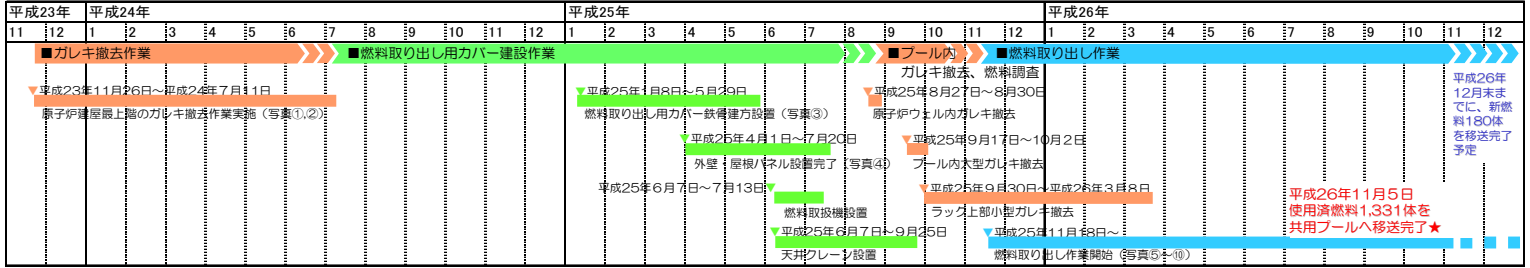 平成23年 平成24年 平成25年 平成26年
11 12 1 2 3 4 5 6 7 8 9 10 11 12 1 2 3 4 5 6 7 8 9 10 11 12 1 2 3 4 5 6 7 8 9 10 11 12
■ガレキ撤去作業 ■燃料取り出し用カバー建設作業 ■プール内 ■燃料取り出し作業
ガレキ撤去、燃料調査
平成23年11月26日～平成24年7月11日
原子炉建屋最上階のガレキ撤去作業実施（写真①,②）
平成25年1月8日～5月29日
燃料取り出し用カバー鉄骨建方設置（写真③）
平成25年4月1日～7月20日
外壁・屋根パネル設置完了（写真④）
平成25年6月7日～7月13日
燃料取扱機設置
平成25年6月7日～9月25日
天井クレーン設置
平成25年8月27日～8月30日
原子炉ウェル内ガレキ撤去
平成25年9月17日～10月2日
プール内大型ガレキ撤去
平成25年9月30日～平成26年3月8日
ラック上部小型ガレキ撤去
平成25年11月18日～
燃料取り出し作業開始（写真⑤～⑩）
平成26年11月5日
使用済燃料1,331体を
共用プールへ移送完了★
平成26年
12月末ま
でに、新燃
料180体
を移送完了
予定